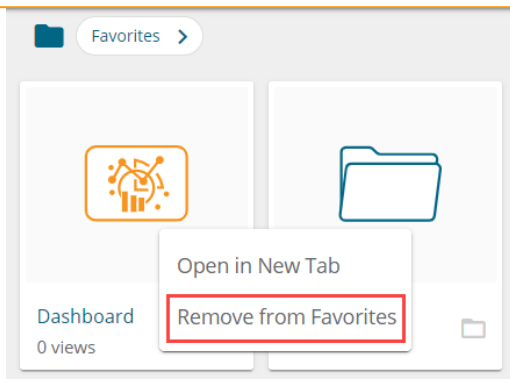 Favorites
Open in New Tab
Remove from Favorites
Dashboard
0 views